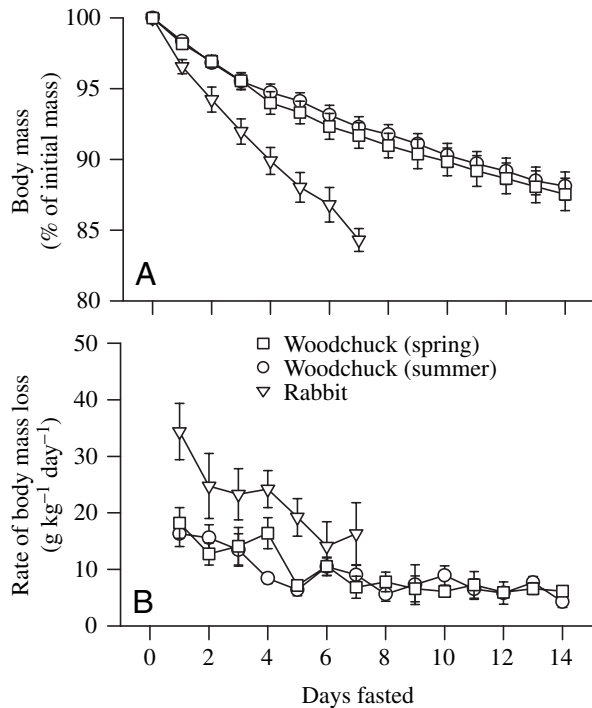 100
95
90
85
80
Body mass
(% of initial mass)
A
50
40
30
20
10
0
Rate of body mass loss
(g kg⁻¹ day⁻¹)
Woodchuck (spring)
Woodchuck (summer)
Rabbit
B
0 2 4 6 8 10 12 14
Days fasted